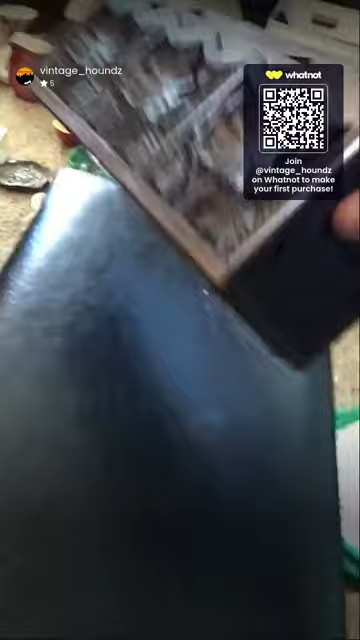 vintage_houndz
★ 5
whatnot
Join
@vintage_houndz
on Whatnot to make
your first purchase!